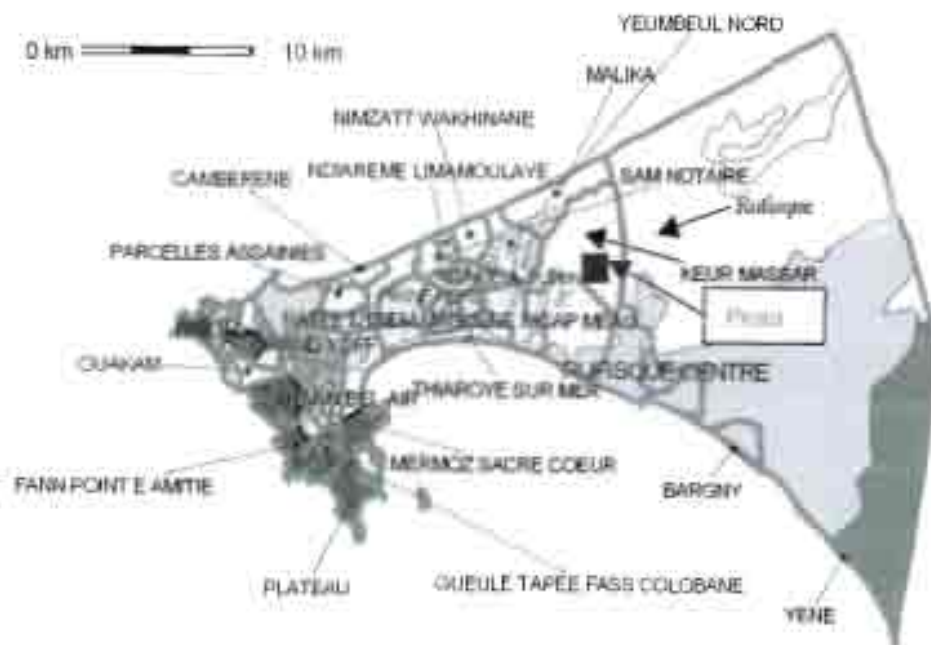 YEUMBEUL NORD
0 km
10 km
MALIKA
NIMZATT WAKHINANE
NDIAREME LIMAMOULAYE
SAM NOTAIRE
CAMBERENE
Rufisque
PARCELLES ASSAINIES
KEUR MASSAR
OUAKAM
RUFISQUE CENTRE
THIAROYE SUR MER
MERMOZ SACRE COEUR
FANN POINT E AMITIE
BARGNY
PLATEAU
GUEULE TAPÉE FASS COLOBANE
YENE